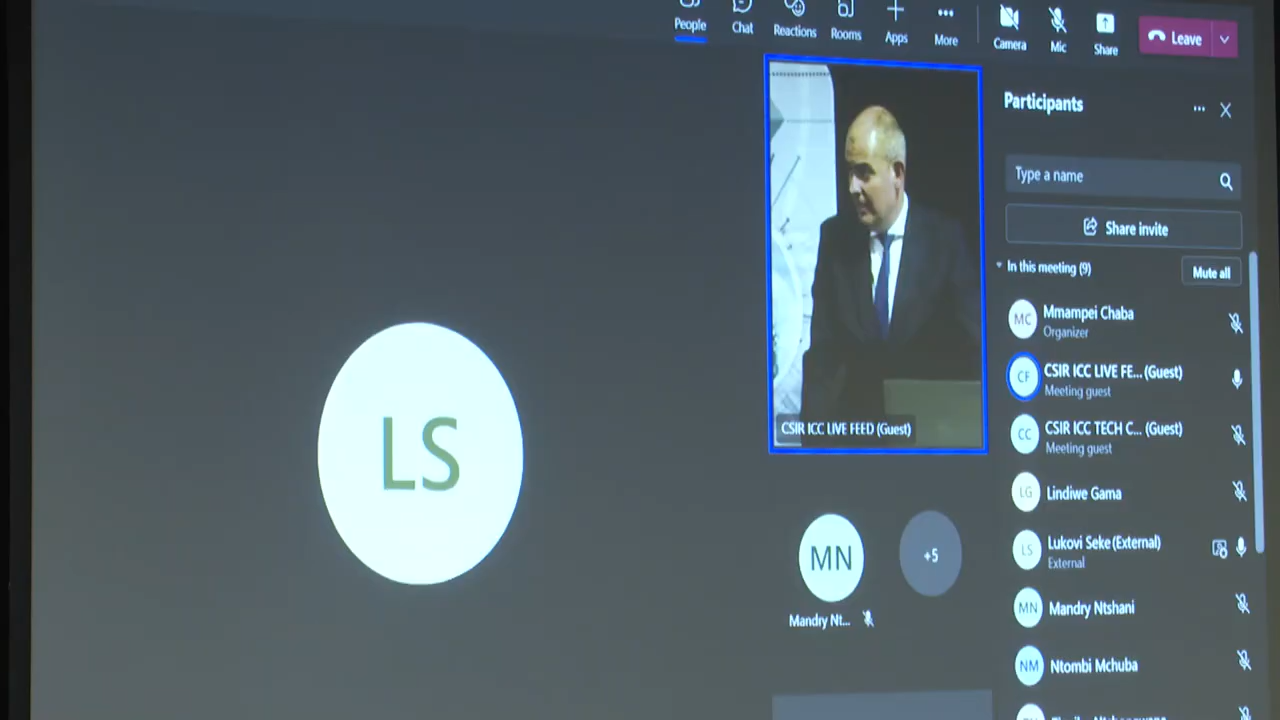 People
Chat
Reactions
Rooms
Apps
More
Camera
Mic
Share
Leave
Participants
Type a name
Share invite
In this meeting (9)
Mute all
MC
Mmampei Chaba
Organizer
CF
CSIR ICC LIVE FE... (Guest)
Meeting guest
CC
CSIR ICC TECH C... (Guest)
Meeting guest
LG
Lindiwe Gama
LS
Lukovi Seke (External)
External
MN
Mandry Ntshani
NM
Ntombi Mchuba
LS
CSIR ICC LIVE FEED (Guest)
MN
+5
Mandry Nt...